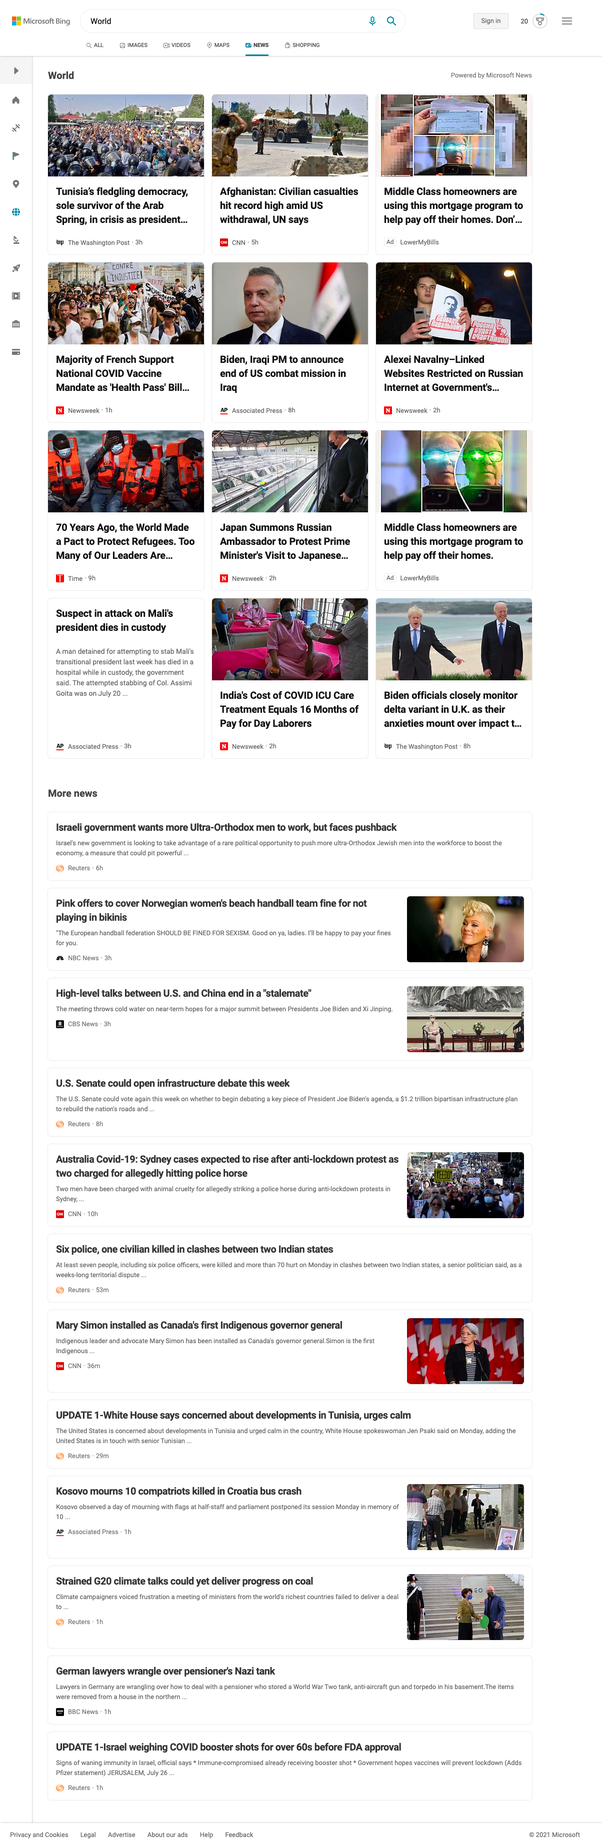 Microsoft Bing
World
Sign in
20
ALL
IMAGES
VIDEOS
MAPS
NEWS
SHOPPING
World
Powered by Microsoft News
Tunisia's fledgling democracy,
sole survivor of the Arab
Spring, in crisis as president...
The Washington Post · 3h
Afghanistan: Civilian casualties
hit record high amid US
withdrawal, UN says
CNN · 5h
Middle Class homeowners are
using this mortgage program to
help pay off their homes. Don'...
Ad LowerMyBills
CONTRE
L'INJUSTICE
Majority of French Support
National COVID Vaccine
Mandate as 'Health Pass' Bill...
N Newsweek · 1h
Biden, Iraqi PM to announce
end of US combat mission in
Iraq
AP Associated Press · 8h
Alexei Navalny–Linked
Websites Restricted on Russian
Internet at Government's...
N Newsweek · 2h
70 Years Ago, the World Made
a Pact to Protect Refugees. Too
Many of Our Leaders Are...
T Time · 9h
Japan Summons Russian
Ambassador to Protest Prime
Minister's Visit to Japanese...
N Newsweek · 2h
Middle Class homeowners are
using this mortgage program to
help pay off their homes.
Ad LowerMyBills
Suspect in attack on Mali's
president dies in custody
A man detained for attempting to stab Mali's
transitional president last week has died in a
hospital while in custody, the government
said. The attempted stabbing of Col. Assimi
Goita was on July 20 ...
AP Associated Press · 3h
India's Cost of COVID ICU Care
Treatment Equals 16 Months of
Pay for Day Laborers
N Newsweek · 2h
Biden officials closely monitor
delta variant in U.K. as their
anxieties mount over impact t...
The Washington Post · 8h
More news
Israeli government wants more Ultra-Orthodox men to work, but faces pushback
Israel's new government is looking to take advantage of a rare political opportunity to push more ultra-Orthodox Jewish men into the workforce to boost the
economy, a measure that could pit powerful ...
Reuters · 6h
Pink offers to cover Norwegian women's beach handball team fine for not
playing in bikinis
"The European handball federation SHOULD BE FINED FOR SEXISM. Good on ya, ladies. I'll be happy to pay your fines
for you.
NBC News · 3h
High-level talks between U.S. and China end in a "stalemate"
The meeting throws cold water on near-term hopes for a major summit between Presidents Joe Biden and Xi Jinping.
CBS News · 3h
U.S. Senate could open infrastructure debate this week
The U.S. Senate could vote again this week on whether to begin debating a key piece of President Joe Biden's agenda, a $1.2 trillion bipartisan infrastructure plan
to rebuild the nation's roads and ...
Reuters · 8h
Australia Covid-19: Sydney cases expected to rise after anti-lockdown protest as
two charged for allegedly hitting police horse
Two men have been charged with animal cruelty for allegedly striking a police horse during anti-lockdown protests in
Sydney, ...
CNN · 10h
Six police, one civilian killed in clashes between two Indian states
At least seven people, including six police officers, were killed and more than 70 hurt on Monday in clashes between two Indian states, a senior politician said, as a
weeks-long territorial dispute ...
Reuters · 53m
Mary Simon installed as Canada's first Indigenous governor general
Indigenous leader and advocate Mary Simon has been installed as Canada's governor general.Simon is the first
Indigenous ...
CNN · 36m
UPDATE 1-White House says concerned about developments in Tunisia, urges calm
The United States is concerned about developments in Tunisia and urged calm in the country, White House spokeswoman Jen Psaki said on Monday, adding the
United States is in touch with senior Tunisian ...
Reuters · 29m
Kosovo mourns 10 compatriots killed in Croatia bus crash
Kosovo observed a day of mourning with flags at half-staff and parliament postponed its session Monday in memory of
10 ...
AP Associated Press · 1h
Strained G20 climate talks could yet deliver progress on coal
Climate campaigners voiced frustration a meeting of ministers from the world's richest countries failed to deliver a deal
to ...
Reuters · 1h
German lawyers wrangle over pensioner's Nazi tank
Lawyers in Germany are wrangling over how to deal with a pensioner who stored a World War Two tank, anti-aircraft gun and torpedo in his basement.The items
were removed from a house in the northern ...
BBC News · 1h
UPDATE 1-Israel weighing COVID booster shots for over 60s before FDA approval
Signs of waning immunity in Israel, official says * Immune-compromised already receiving booster shot * Government hopes vaccines will prevent lockdown (Adds
Pfizer statement) JERUSALEM, July 26 ...
Reuters · 1h
Privacy and Cookies
Legal
Advertise
About our ads
Help
Feedback
© 2021 Microsoft